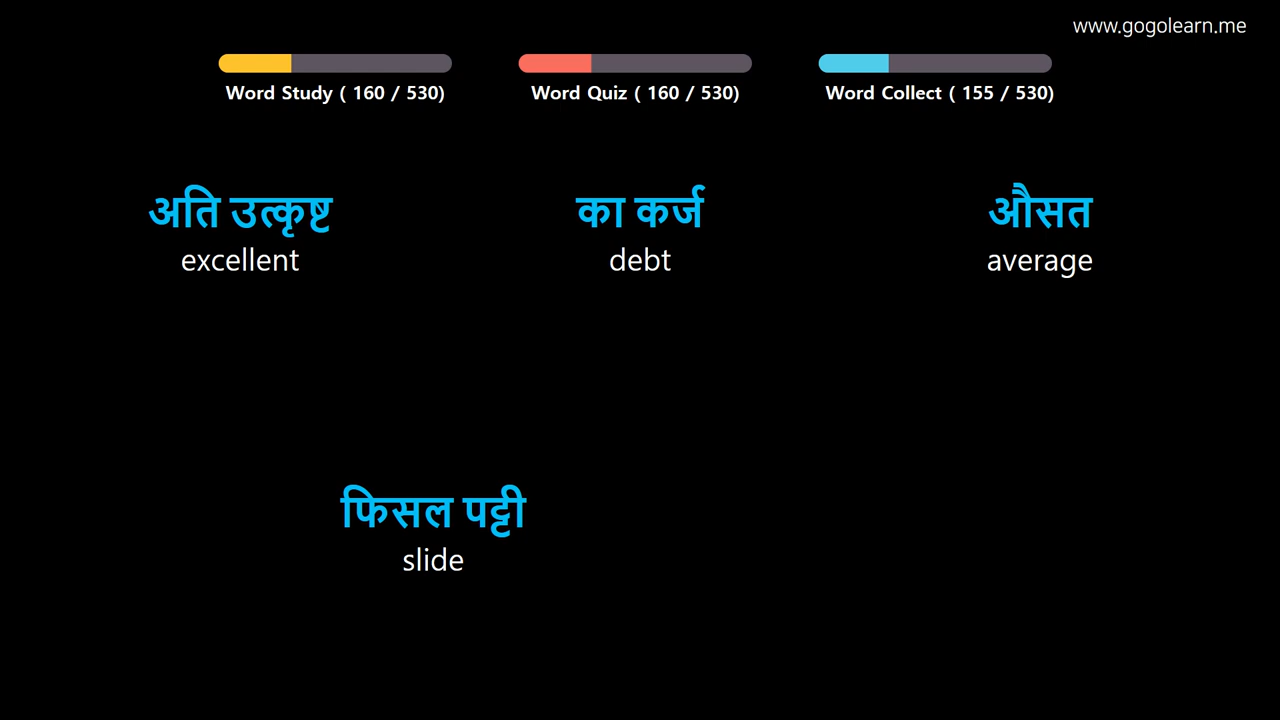 www.gogolearn.me
Word Study ( 160 / 530)
Word Quiz ( 160 / 530)
Word Collect ( 155 / 530)
अति उत्कृष्ट
excellent
का कर्ज
debt
औसत
average
फिसल पट्टी
slide